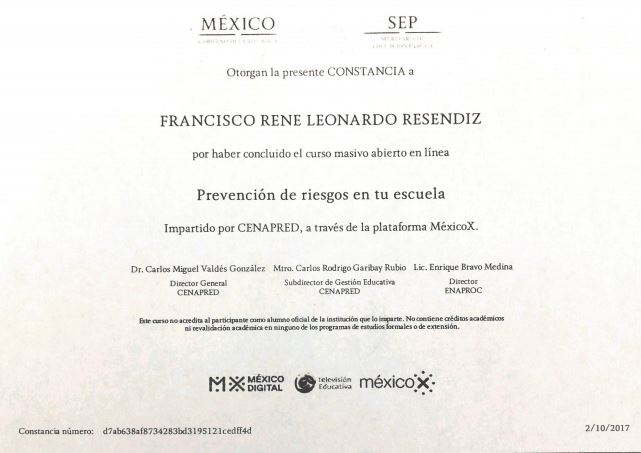 MÉXICO
SEP
Otorgan la presente CONSTANCIA a
FRANCISCO RENE LEONARDO RESENDIZ
por haber concluido el curso masivo abierto en línea
Prevención de riesgos en tu escuela
Impartido por CENAPRED, a través de la plataforma MéxicoX.
Dr. Carlos Miguel Valdés González Mtro. Carlos Rodrigo Garibay Rubio Lic. Enrique Bravo Medina
Director General Subdirector de Gestión Educativa Director
CENAPRED CENAPRED ENAPROC
Este curso no acredita al participante como alumno oficial de la institución que lo imparte. No contiene créditos académicos
ni revalidación académica en ninguno de los programas de estudios formales o de extensión.
MX MÉXICO DIGITAL
Televisión Educativa
méxicoX
Constancia número: d7ab638af8734283bd3195121cedff4d
2/10/2017